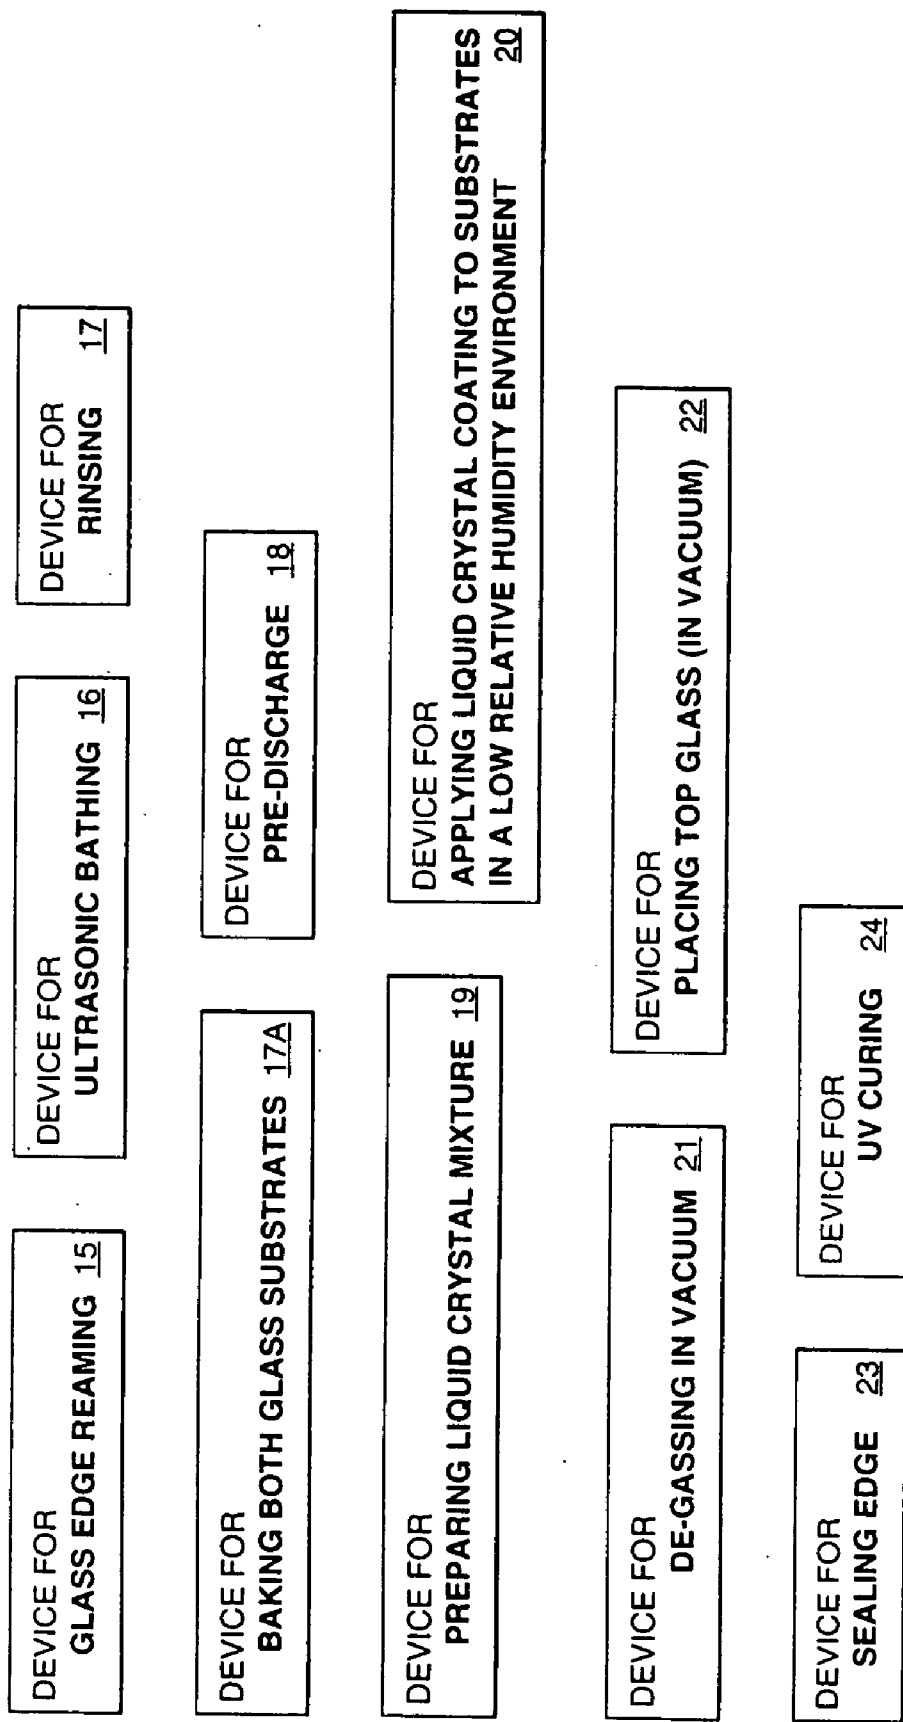 DEVICE FOR
GLASS EDGE REAMING 15
DEVICE FOR
ULTRASONIC BATHING 16
DEVICE FOR
RINSING 17
DEVICE FOR
BAKING BOTH GLASS SUBSTRATES 17A
DEVICE FOR
PRE-DISCHARGE 18
DEVICE FOR
PREPARING LIQUID CRYSTAL MIXTURE 19
DEVICE FOR
APPLYING LIQUID CRYSTAL COATING TO SUBSTRATES
IN A LOW RELATIVE HUMIDITY ENVIRONMENT 20
DEVICE FOR
DE-GASSING IN VACUUM 21
DEVICE FOR
PLACING TOP GLASS (IN VACUUM) 22
DEVICE FOR
SEALING EDGE 23
DEVICE FOR
UV CURING 24